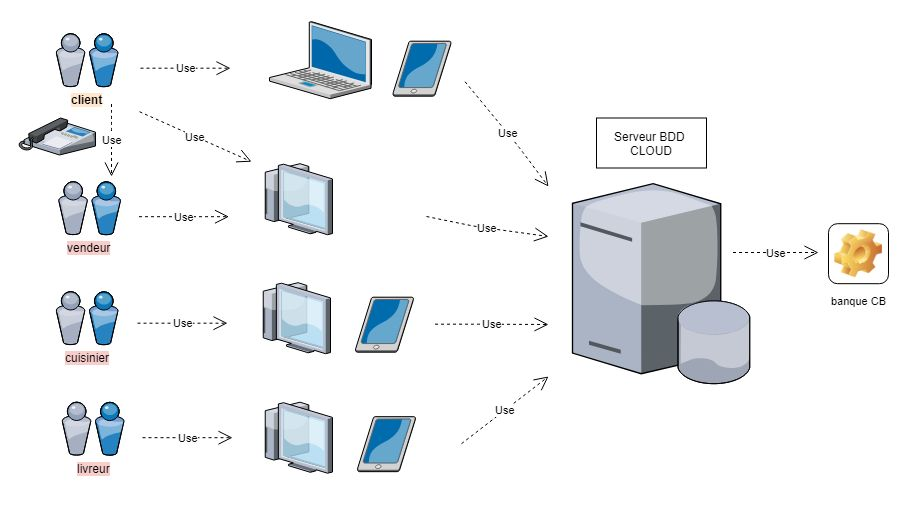 client
Use
Use
Use
Use
Serveur BDD
CLOUD
vendeur
Use
Use
Use
banque CB
cuisinier
Use
Use
livreur
Use
Use